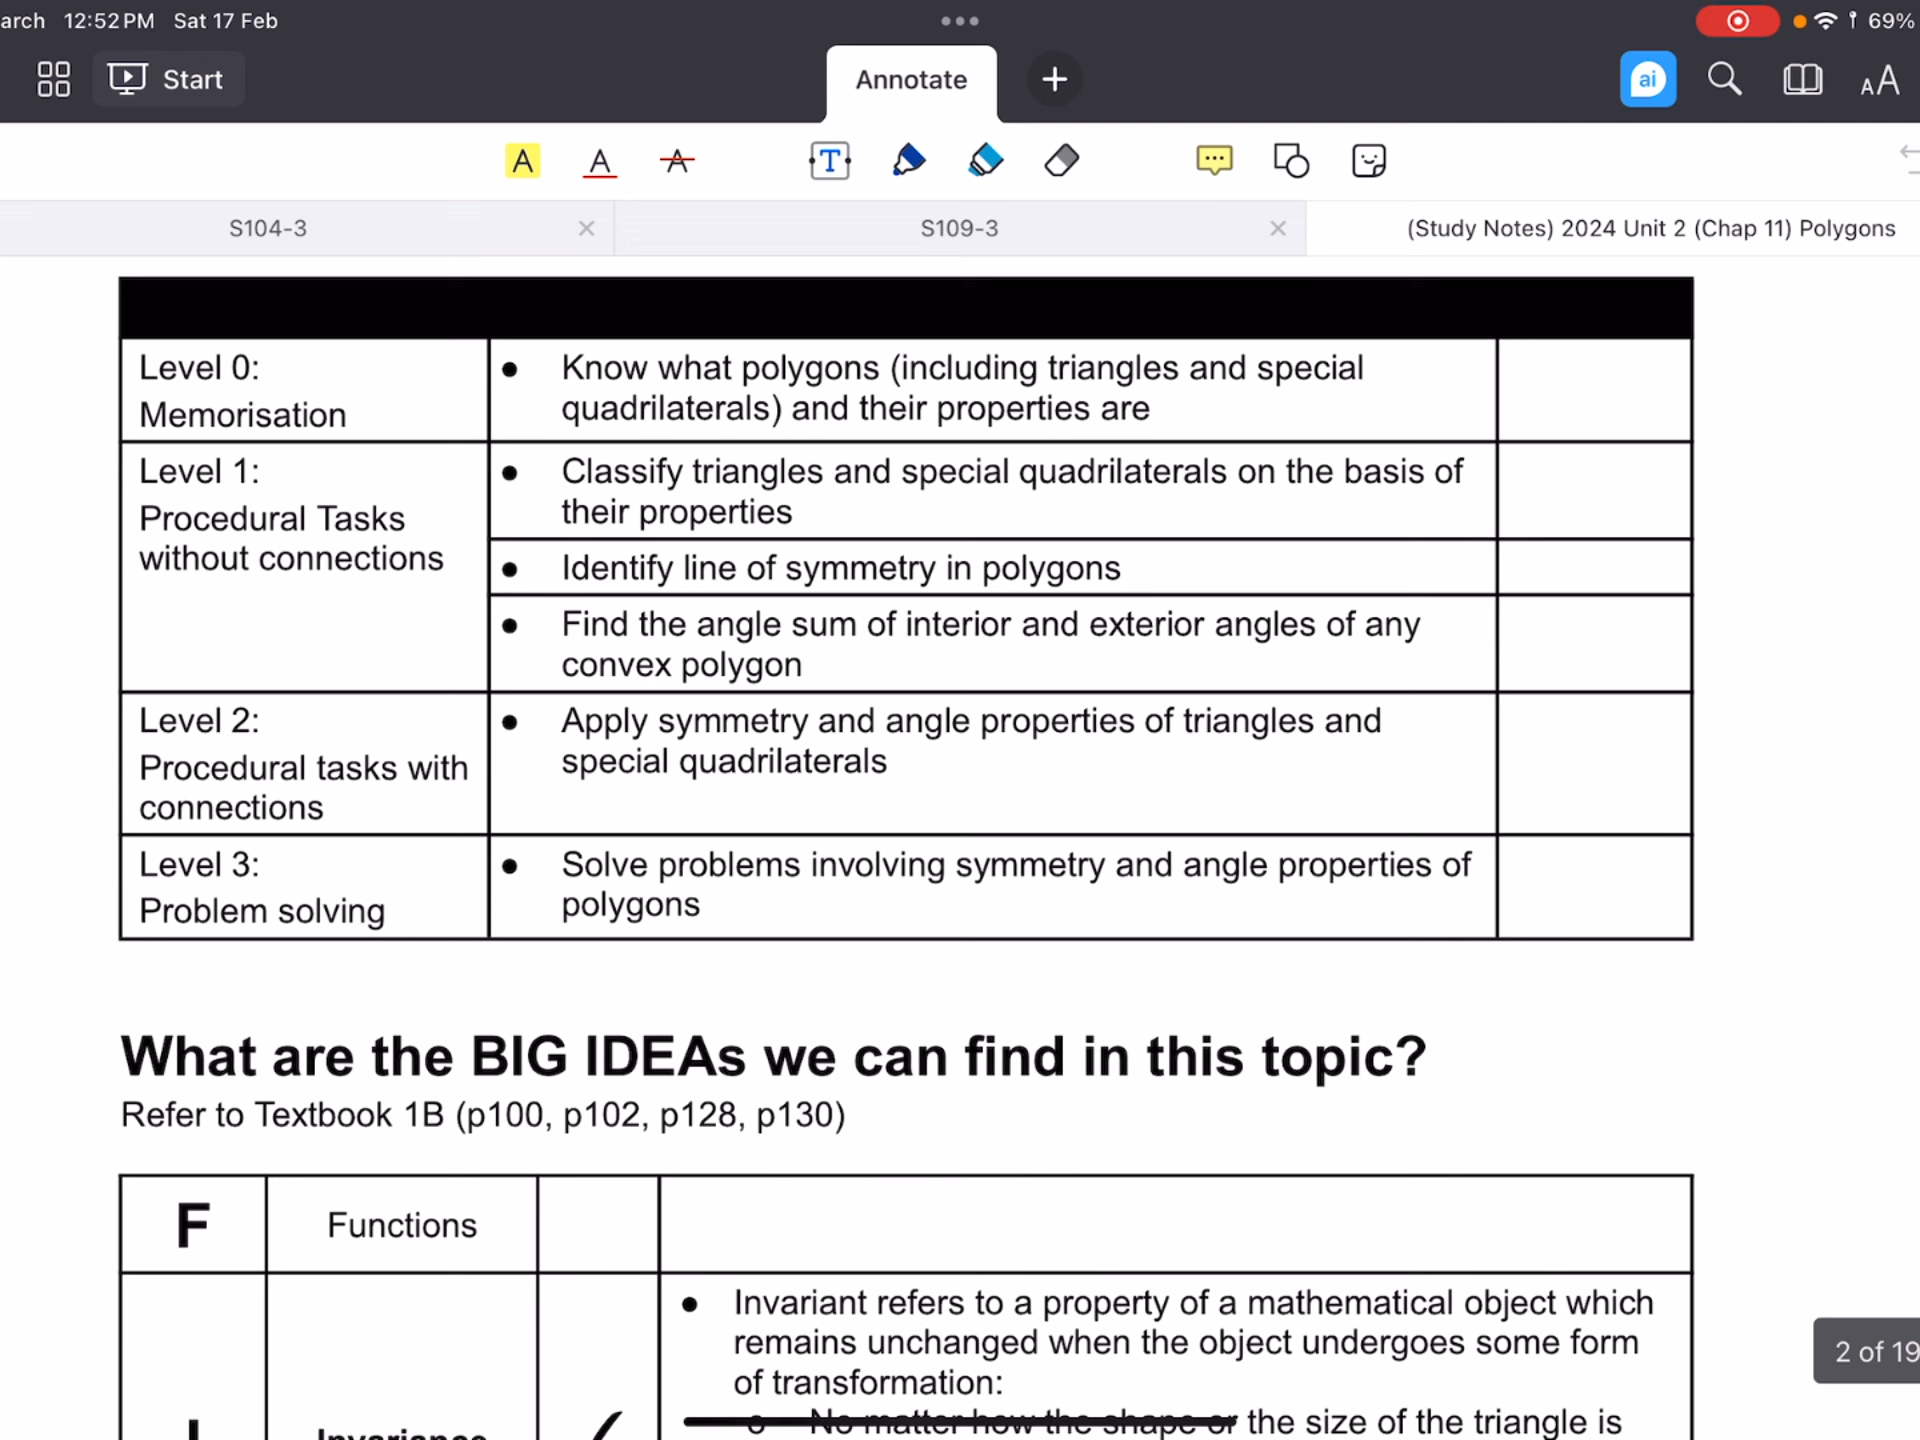 arch 12:52 PM Sat 17 Feb
69%
Start
Annotate
ai
AA
A A A T
S104-3
S109-3
(Study Notes) 2024 Unit 2 (Chap 11) Polygons
Level 0:
Memorisation
• Know what polygons (including triangles and special
quadrilaterals) and their properties are
Level 1:
Procedural Tasks
without connections
• Classify triangles and special quadrilaterals on the basis of
their properties
• Identify line of symmetry in polygons
• Find the angle sum of interior and exterior angles of any
convex polygon
Level 2:
Procedural tasks with
connections
• Apply symmetry and angle properties of triangles and
special quadrilaterals
Level 3:
Problem solving
• Solve problems involving symmetry and angle properties of
polygons
What are the BIG IDEAs we can find in this topic?
Refer to Textbook 1B (p100, p102, p128, p130)
F
Functions
I
Invariance
• Invariant refers to a property of a mathematical object which
remains unchanged when the object undergoes some form
of transformation:
o No matter how the shape or the size of the triangle is
2 of 19